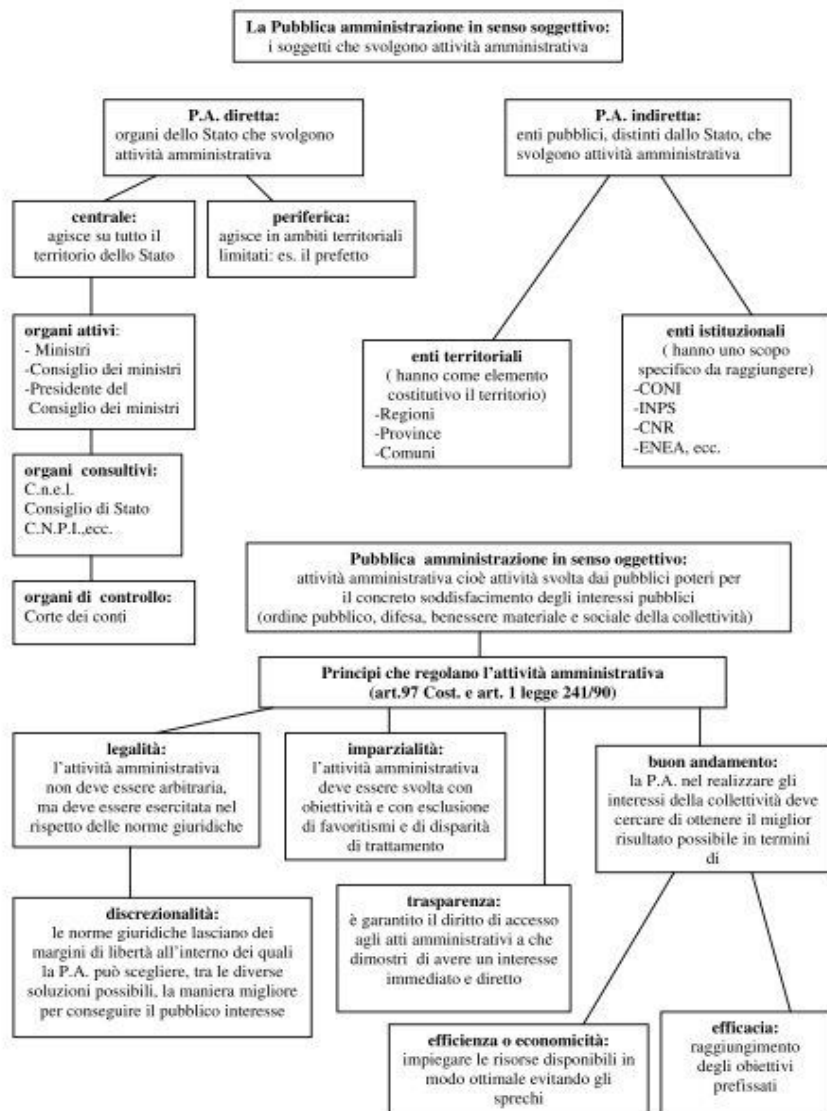 La Pubblica amministrazione in senso soggettivo:
i soggetti che svolgono attività amministrativa
P.A. diretta:
organi dello Stato che svolgono
attività amministrativa
P.A. indiretta:
enti pubblici, distinti dallo Stato, che
svolgono attività amministrativa
centrale:
agisce su tutto il
territorio dello Stato
periferica:
agisce in ambiti territoriali
limitati: es. il prefetto
organi attivi:
- Ministri
-Consiglio dei ministri
-Presidente del
Consiglio dei ministri
enti territoriali
( hanno come elemento
costitutivo il territorio)
-Regioni
-Province
-Comuni
enti istituzionali
( hanno uno scopo
specifico da raggiungere)
-CONI
-INPS
-CNR
-ENEA, ecc.
organi consultivi:
C.n.e.l.
Consiglio di Stato
C.N.P.I.,ecc.
organi di controllo:
Corte dei conti
Pubblica amministrazione in senso oggettivo:
attività amministrativa cioè attività svolta dai pubblici poteri per
il concreto soddisfacimento degli interessi pubblici
(ordine pubblico, difesa, benessere materiale e sociale della collettività)
Principi che regolano l'attività amministrativa
(art.97 Cost. e art. 1 legge 241/90)
legalità:
l'attività amministrativa
non deve essere arbitraria,
ma deve essere esercitata nel
rispetto delle norme giuridiche
imparzialità:
l'attività amministrativa
deve essere svolta con
obiettività e con esclusione
di favoritismi e di disparità
di trattamento
buon andamento:
la P.A. nel realizzare gli
interessi della collettività deve
cercare di ottenere il miglior
risultato possibile in termini
di
discrezionalità:
le norme giuridiche lasciano dei
margini di libertà all'interno dei quali
la P.A. può scegliere, tra le diverse
soluzioni possibili, la maniera migliore
per conseguire il pubblico interesse
trasparenza:
è garantito il diritto di accesso
agli atti amministrativi a che
dimostri di avere un interesse
immediato e diretto
efficienza o economicità:
impiegare le risorse disponibili in
modo ottimale evitando gli
sprechi
efficacia:
raggiungimento
degli obiettivi
prefissati